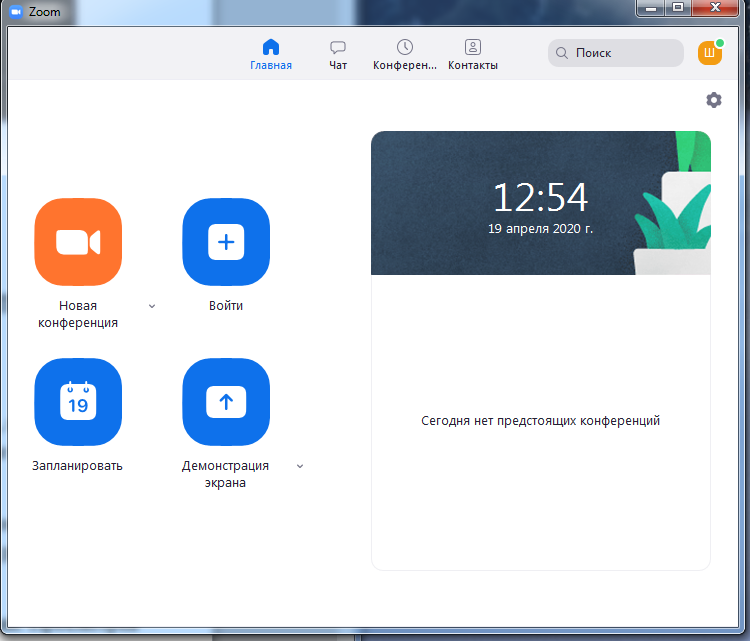 Zoom
Главная
Чат
Конферен...
Контакты
Поиск
Ш
12:54
19 апреля 2020 г.
Новая
конференция
Войти
19
Запланировать
Демонстрация
экрана
Сегодня нет предстоящих конференций